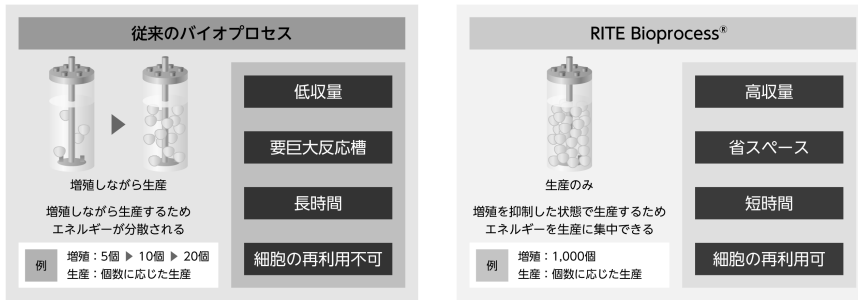 従来のバイオプロセス
増殖しながら生産
増殖しながら生産するため
エネルギーが分散される
例
増殖：5個 ▶ 10個 ▶ 20個
生産：個数に応じた生産
低収量
要巨大反応槽
長時間
細胞の再利用不可
RITE Bioprocess®
生産のみ
増殖を抑制した状態で生産するため
エネルギーを生産に集中できる
例
増殖：1,000個
生産：個数に応じた生産
高収量
省スペース
短時間
細胞の再利用可